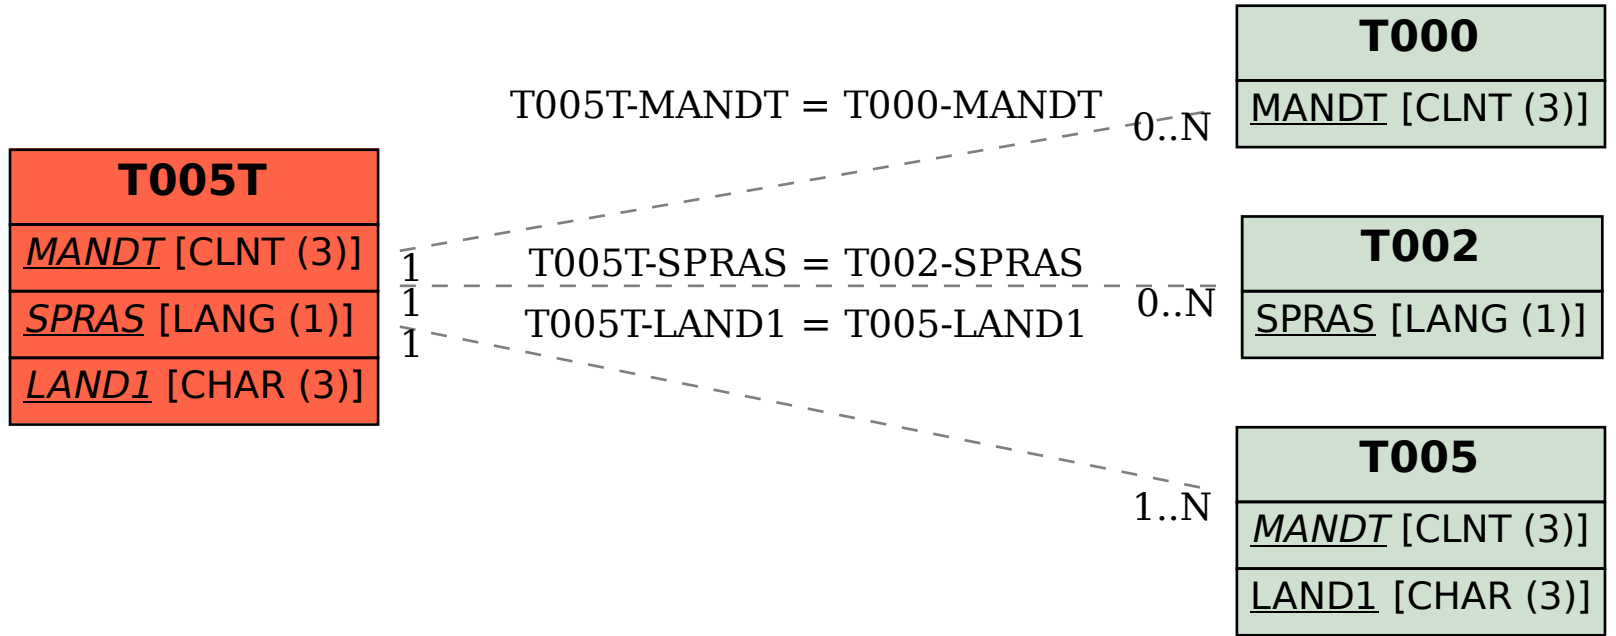 T005T
MANDT [CLNT (3)]
SPRAS [LANG (1)]
LAND1 [CHAR (3)]
T005T-MANDT = T000-MANDT
1
0..N
T000
MANDT [CLNT (3)]
T005T-SPRAS = T002-SPRAS
1
0..N
T002
SPRAS [LANG (1)]
T005T-LAND1 = T005-LAND1
1
1..N
T005
MANDT [CLNT (3)]
LAND1 [CHAR (3)]